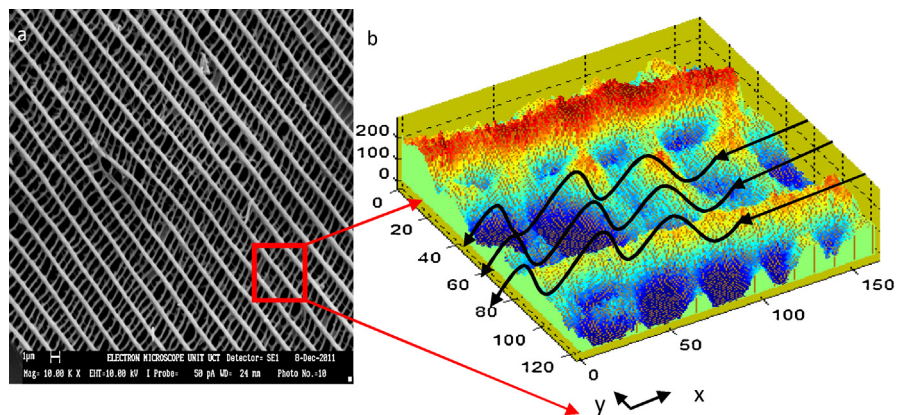 a
b
1µm
ELECTRON MICROSCOPE UNIT UCT Detector= SE1 8-Dec-2011
Mag= 10.00 K X EHT=10.00 kV I Probe= 50 pA WD= 24 mm Photo No.=10
200
100
0
0
20
40
60
80
100
120
0
50
100
150
y
x